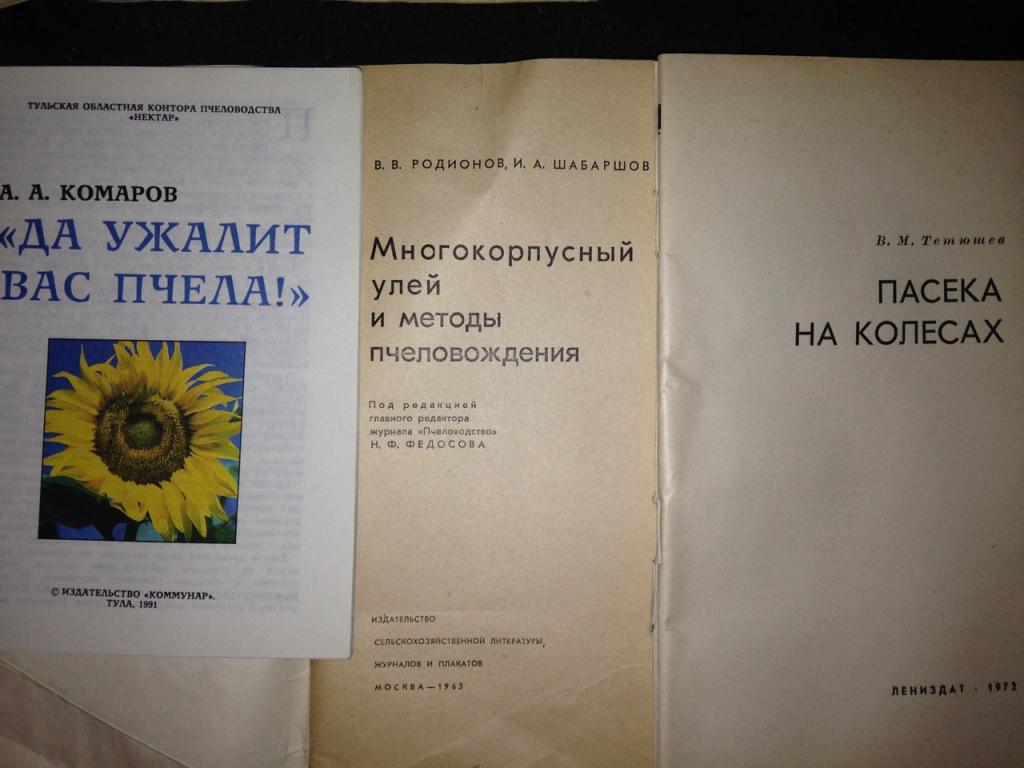 ТУЛЬСКАЯ ОБЛАСТНАЯ КОНТОРА ПЧЕЛОВОДСТВА
«НЕКТАР»
А. А. КОМАРОВ
«ДА УЖАЛИТ
ВАС ПЧЕЛА!»
© ИЗДАТЕЛЬСТВО «КОММУНАР».
ТУЛА, 1991
В. В. РОДИОНОВ, И. А. ШАБАРШОВ
Многокорпусный
улей
и методы
пчеловождения
Под редакцией
главного редактора
журнала «Пчеловодство»
Н. Ф. ФЕДОСОВА
ИЗДАТЕЛЬСТВО
СЕЛЬСКОХОЗЯЙСТВЕННОЙ ЛИТЕРАТУРЫ,
ЖУРНАЛОВ И ПЛАКАТОВ
МОСКВА—1963
В. М. Тетюшев
ПАСЕКА
НА КОЛЕСАХ
ЛЕНИЗДАТ · 1972